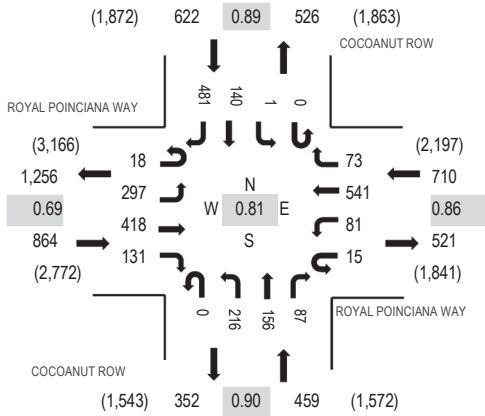 (1,872) 622 0.89 526 (1,863)
COCOANUT ROW
481 140 1 0
ROYAL POINCIANA WAY
(3,166)
1,256
0.69
864
(2,772)
18
297
418
131
N
W 0.81 E
S
73
541
81
15
(2,197)
710
0.86
521
(1,841)
0 216 156 87
ROYAL POINCIANA WAY
COCOANUT ROW
(1,543) 352 0.90 459 (1,572)